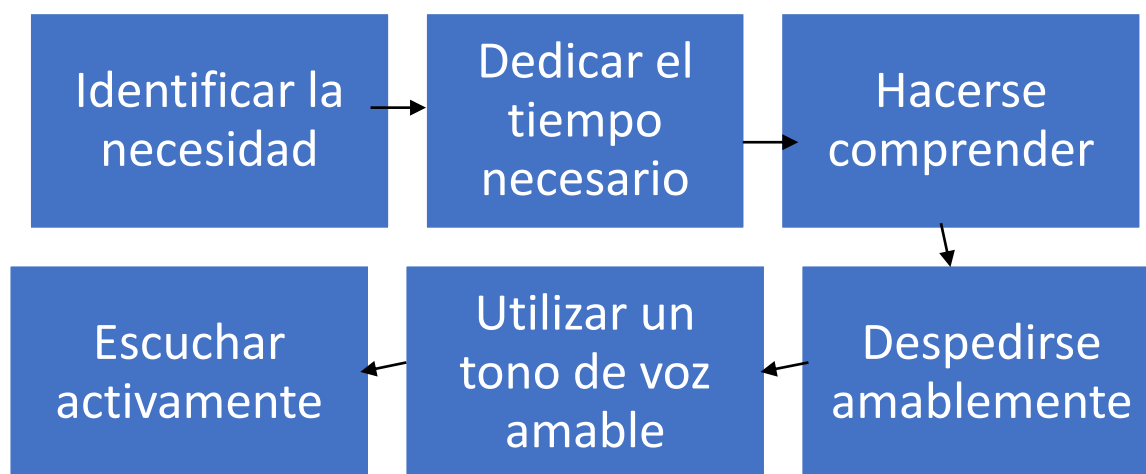 Identificar la
necesidad
Dedicar el
tiempo
necesario
Hacerse
comprender
Despedirse
amablemente
Utilizar un
tono de voz
amable
Escuchar
activamente